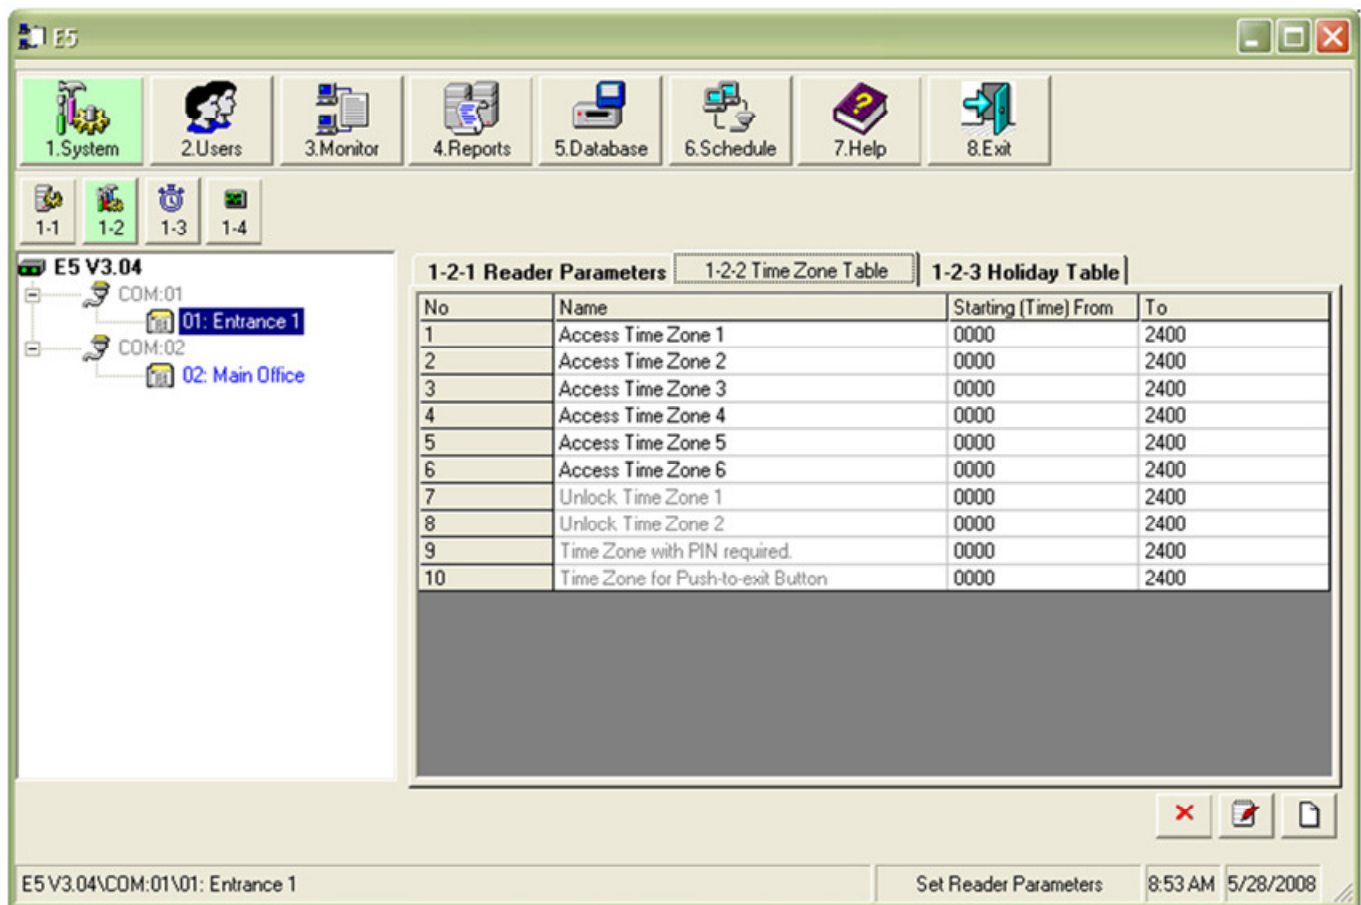 E5
1.System 2.Users 3.Monitor 4.Reports 5.Database 6.Schedule 7.Help 8.Exit
1-1 1-2 1-3 1-4
E5 V3.04
COM:01
01: Entrance 1
COM:02
02: Main Office
1-2-1 Reader Parameters 1-2-2 Time Zone Table 1-2-3 Holiday Table
No Name Starting (Time) From To
1 Access Time Zone 1 0000 2400
2 Access Time Zone 2 0000 2400
3 Access Time Zone 3 0000 2400
4 Access Time Zone 4 0000 2400
5 Access Time Zone 5 0000 2400
6 Access Time Zone 6 0000 2400
7 Unlock Time Zone 1 0000 2400
8 Unlock Time Zone 2 0000 2400
9 Time Zone with PIN required. 0000 2400
10 Time Zone for Push-to-exit Button 0000 2400
E5 V3.04\COM:01\01: Entrance 1 Set Reader Parameters 8:53 AM 5/28/2008